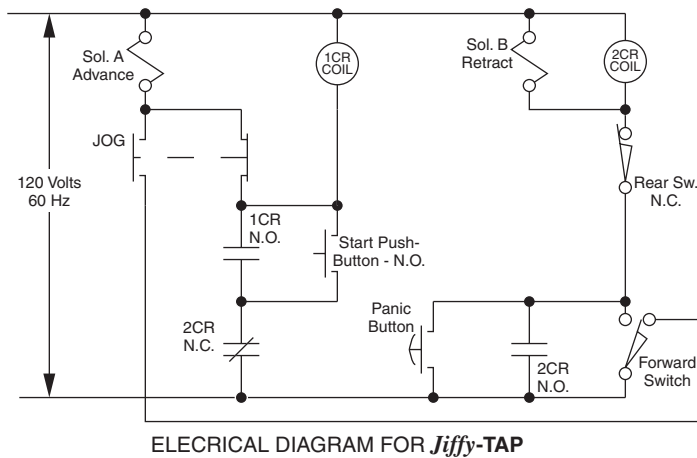 Sol. A
Advance
1CR
COIL
Sol. B
Retract
2CR
COIL
JOG
120 Volts
60 Hz
Rear Sw.
N.C.
1CR
N.O.
Start Push-
Button - N.O.
2CR
N.C.
Panic
Button
2CR
N.O.
Forward
Switch
ELECRICAL DIAGRAM FOR Jiffy-TAP